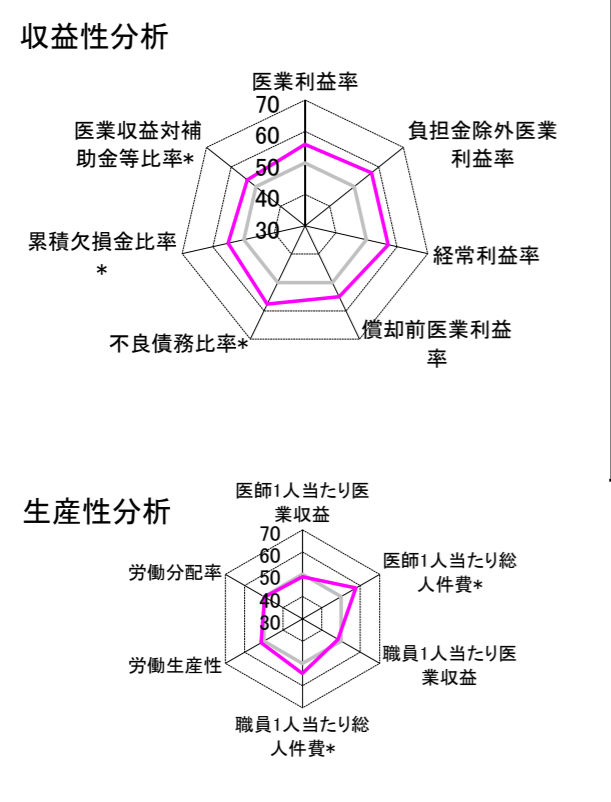 収益性分析
医業利益率
70
60
50
40
30
負担金除外医業
利益率
経常利益率
償却前医業利益
率
不良債務比率*
累積欠損金比率
*
医業収益対補
助金等比率*
生産性分析
医師1人当たり医
業収益
70
60
50
40
30
医師1人当たり総
人件費*
職員1人当たり医
業収益
職員1人当たり総
人件費*
労働生産性
労働分配率